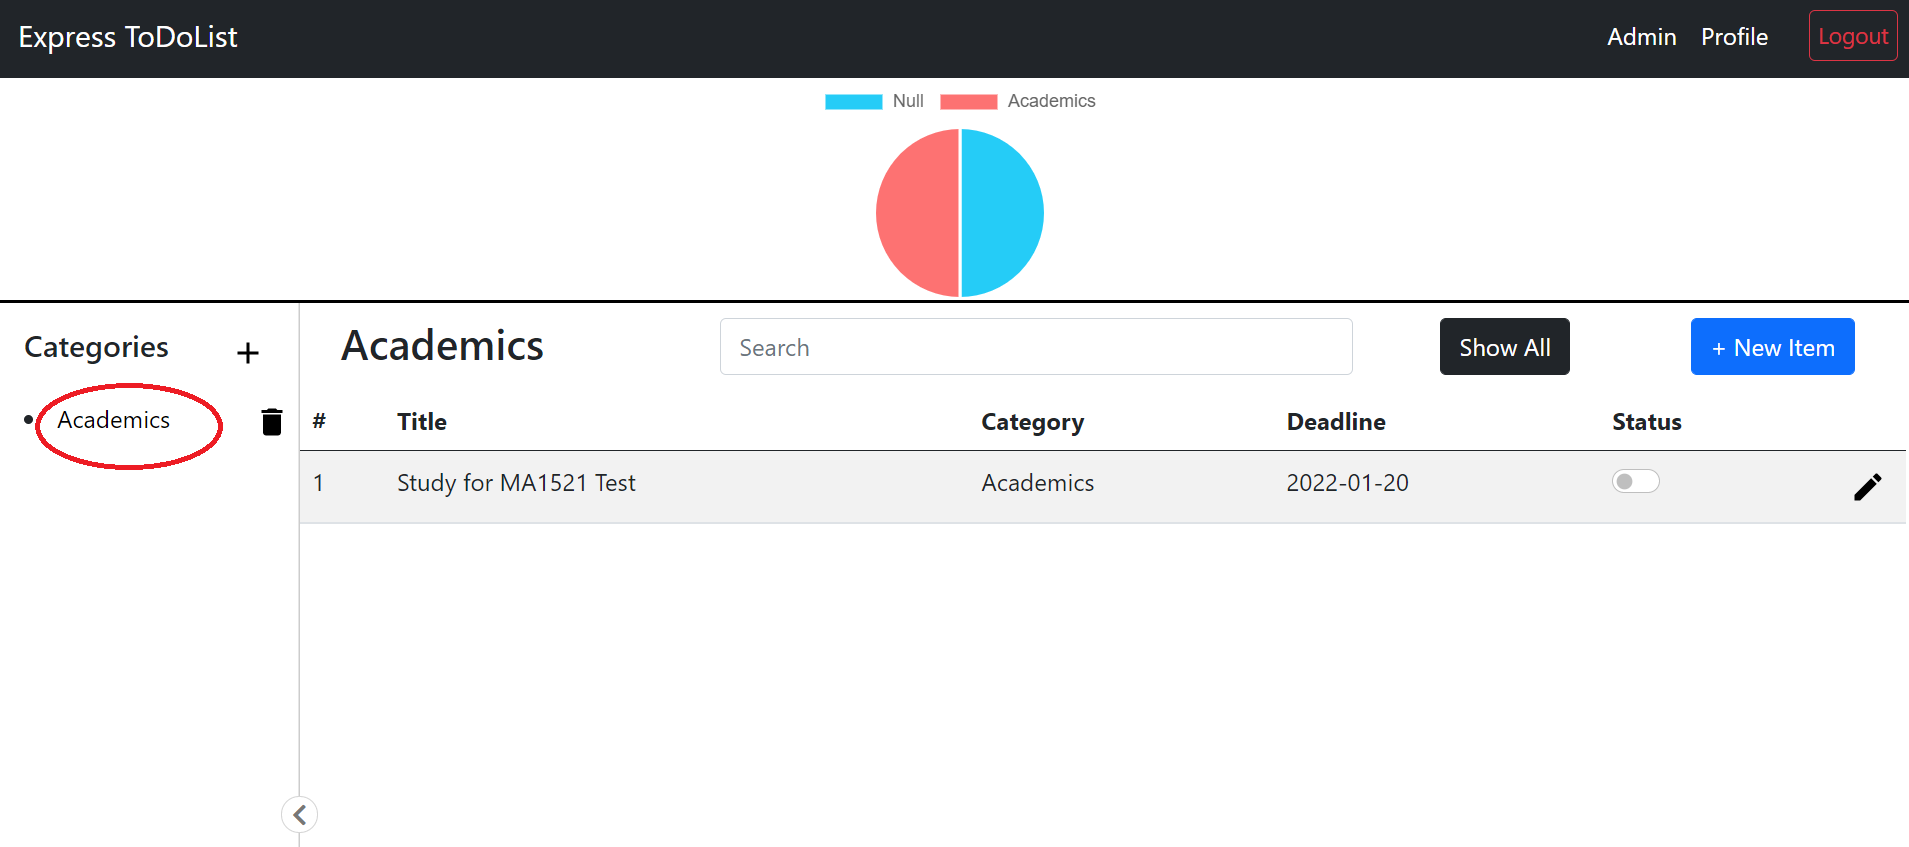 Express ToDoList Admin Profile Logout
Null Academics
Categories + Academics Search Show All + New Item
Academics
# Title Category Deadline Status
1 Study for MA1521 Test Academics 2022-01-20